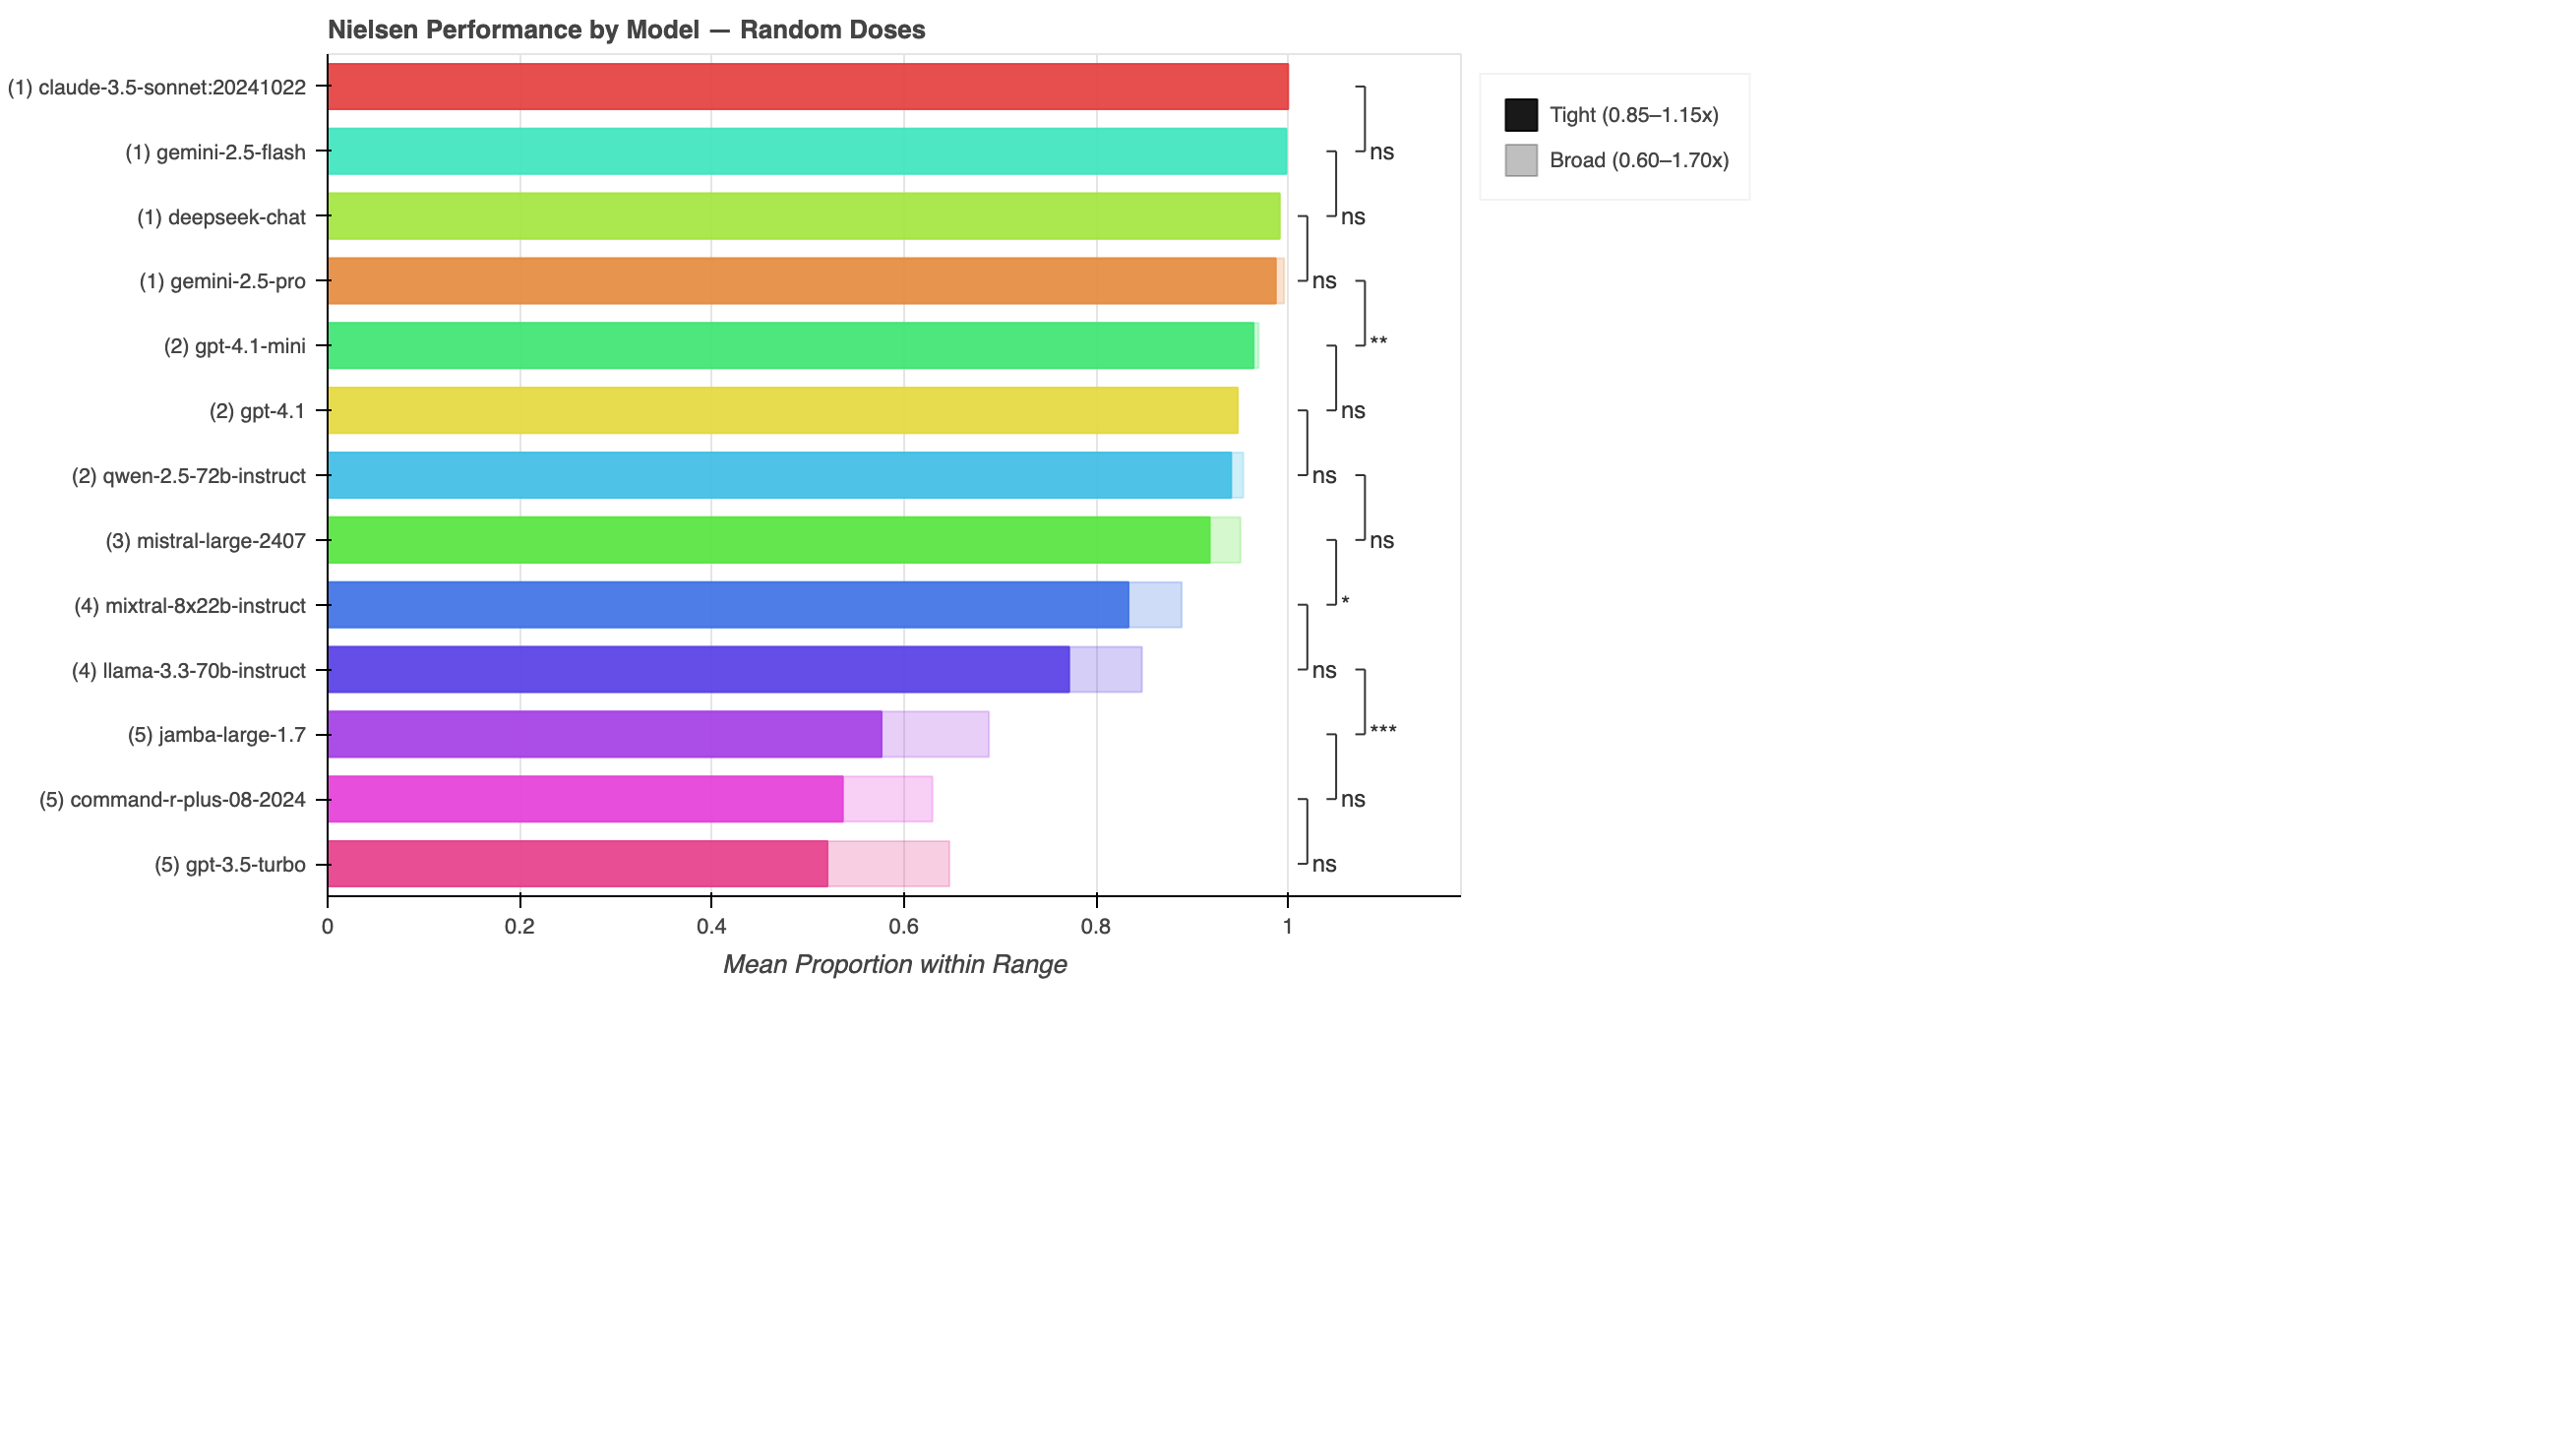 Nielsen Performance by Model — Random Doses
(1) claude-3.5-sonnet:20241022
(1) gemini-2.5-flash
(1) deepseek-chat
(1) gemini-2.5-pro
(2) gpt-4.1-mini
(2) gpt-4.1
(2) qwen-2.5-72b-instruct
(3) mistral-large-2407
(4) mixtral-8x22b-instruct
(4) llama-3.3-70b-instruct
(5) jamba-large-1.7
(5) command-r-plus-08-2024
(5) gpt-3.5-turbo
ns
ns
ns
**
ns
ns
ns
*
ns
***
ns
ns
0 0.2 0.4 0.6 0.8 1
Mean Proportion within Range
Tight (0.85–1.15x)
Broad (0.60–1.70x)